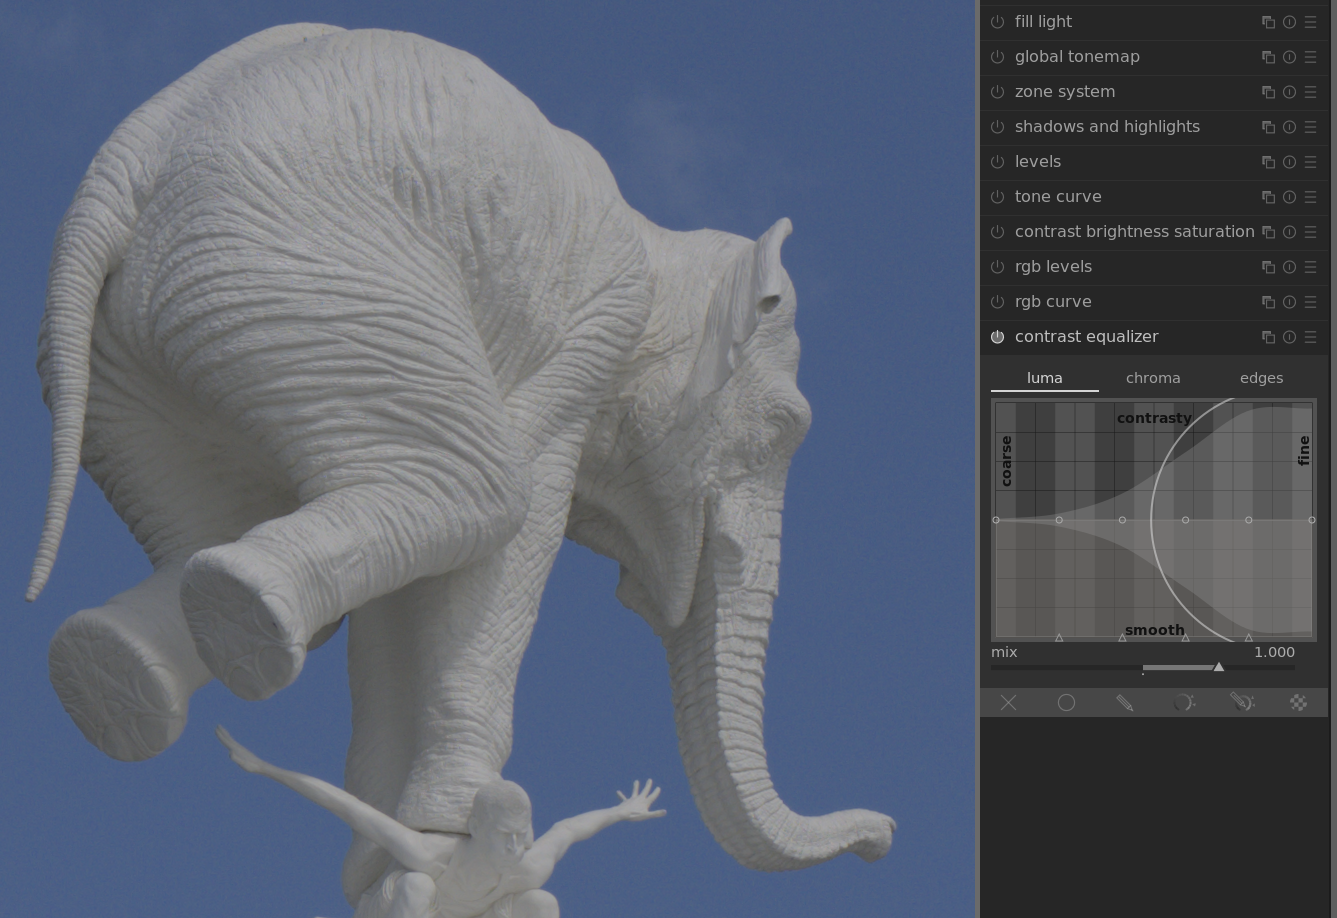 fill light
global tonemap
zone system
shadows and highlights
levels
tone curve
contrast brightness saturation
rgb levels
rgb curve
contrast equalizer
luma chroma edges
contrasty
coarse
fine
smooth
mix 1.000